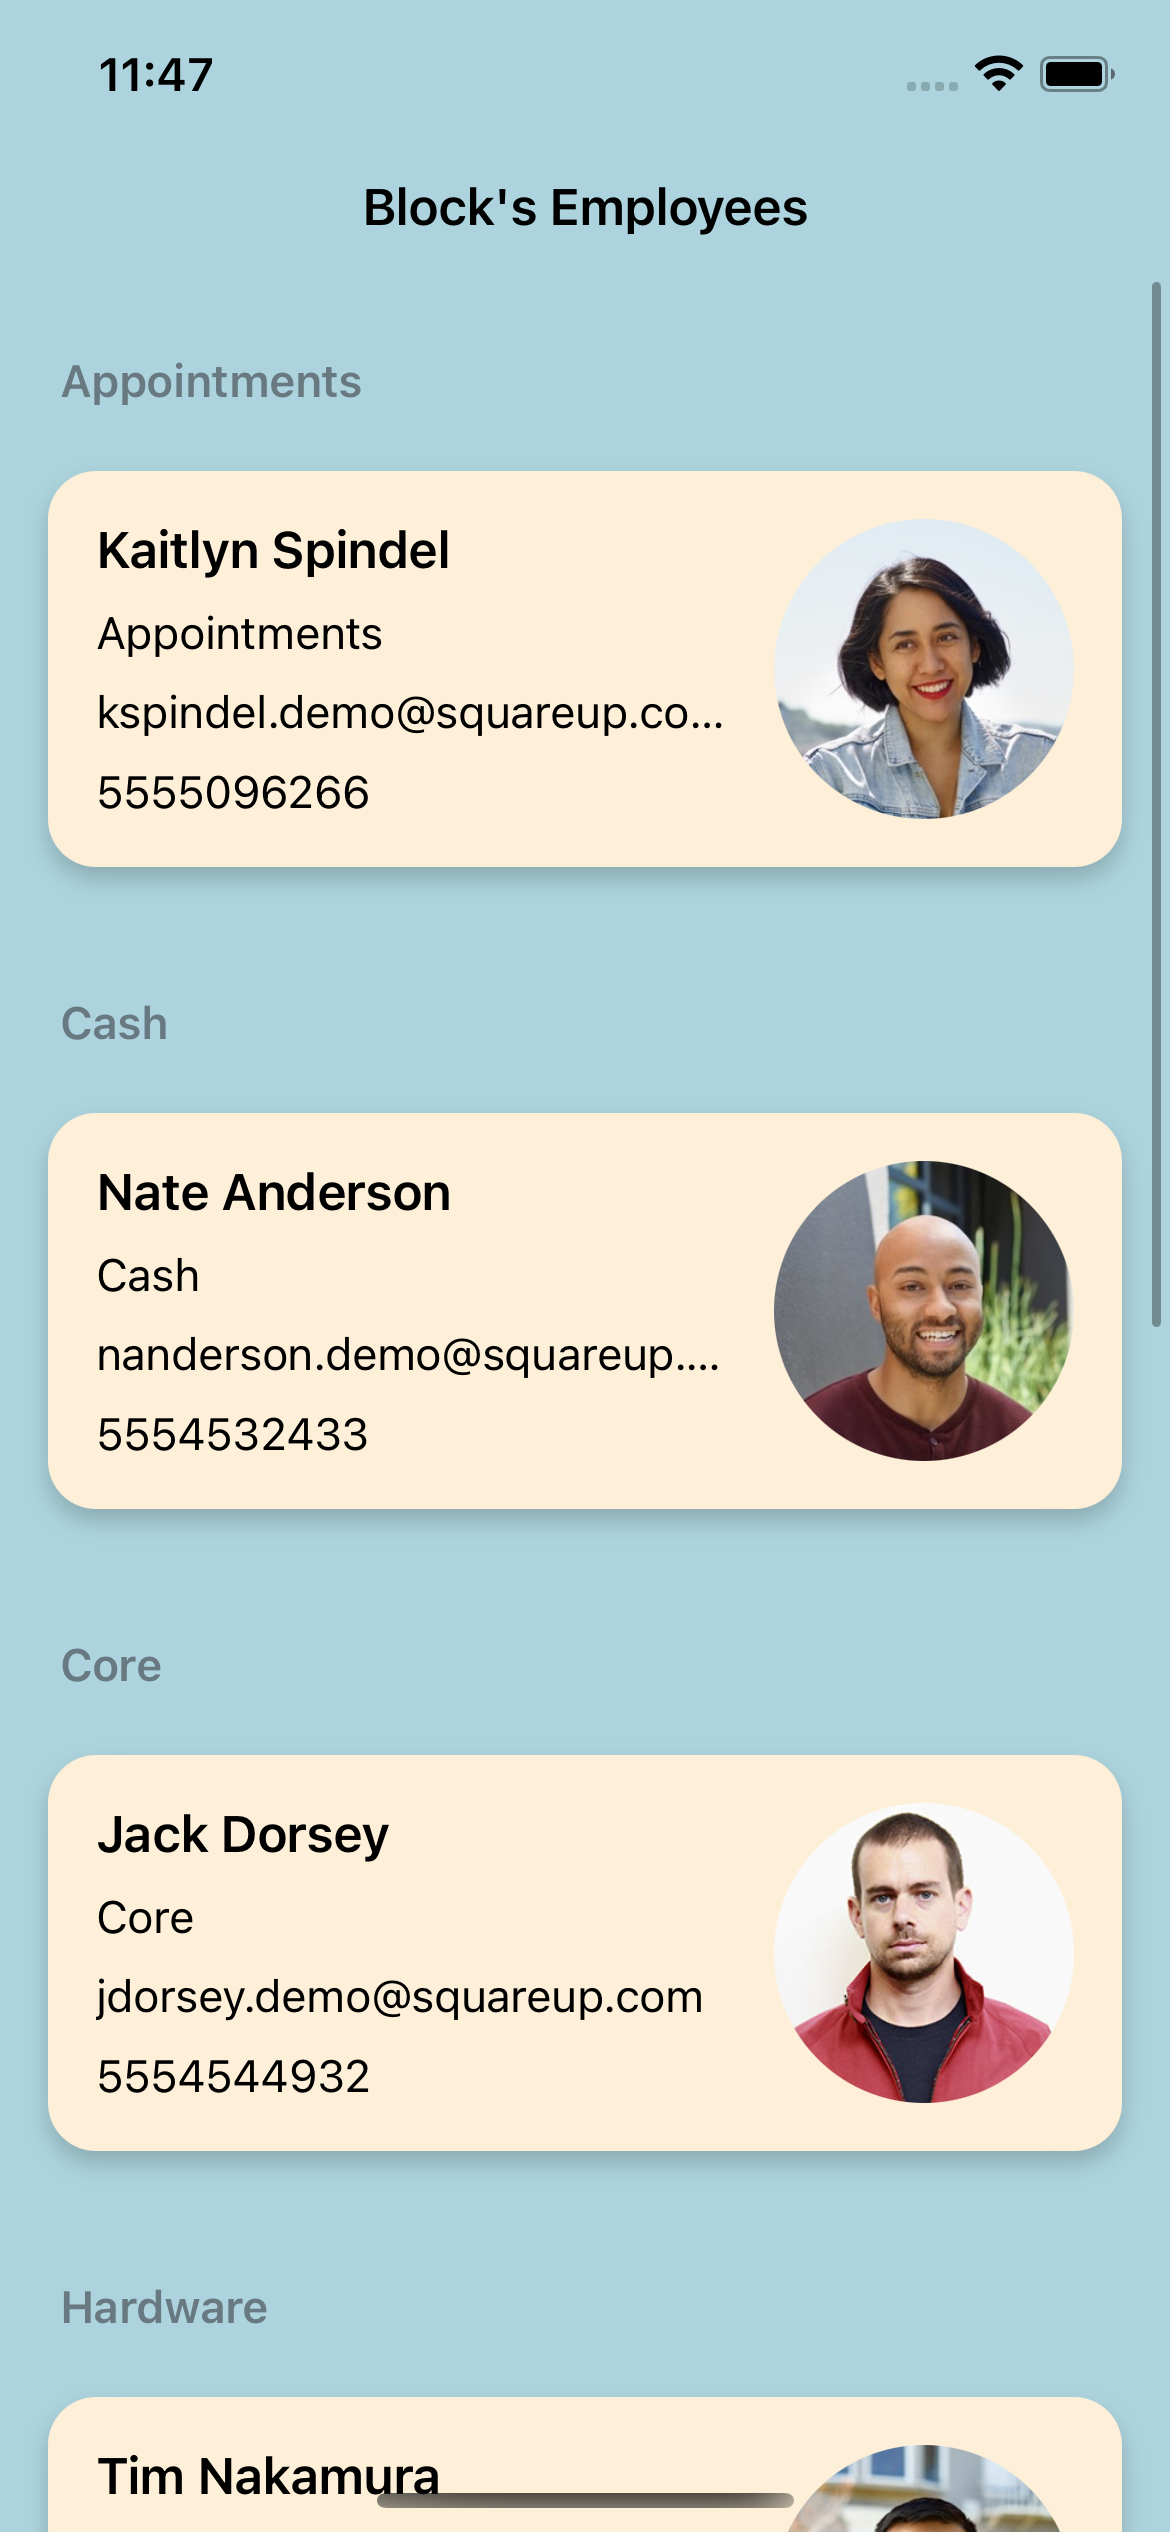 11:47
Block's Employees
Appointments
Kaitlyn Spindel
Appointments
kspindel.demo@squareup.co...
5555096266
Cash
Nate Anderson
Cash
nanderson.demo@squareup....
5554532433
Core
Jack Dorsey
Core
jdorsey.demo@squareup.com
5554544932
Hardware
Tim Nakamura